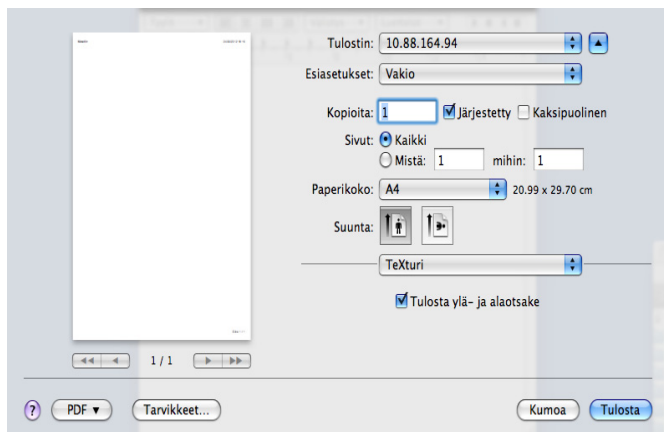 Tulostin: 10.88.164.94
Esiasetukset: Vakio
Kopioita: 1 Järjestetty Kaksipuolinen
Sivut: Kaikki
Mistä: 1 mihin: 1
Paperikoko: A4 20.99 x 29.70 cm
Suunta:
TeXturi
Tulosta ylä- ja alaotsake
1 / 1
? PDF Tarvikkeet... Kumoa Tulosta